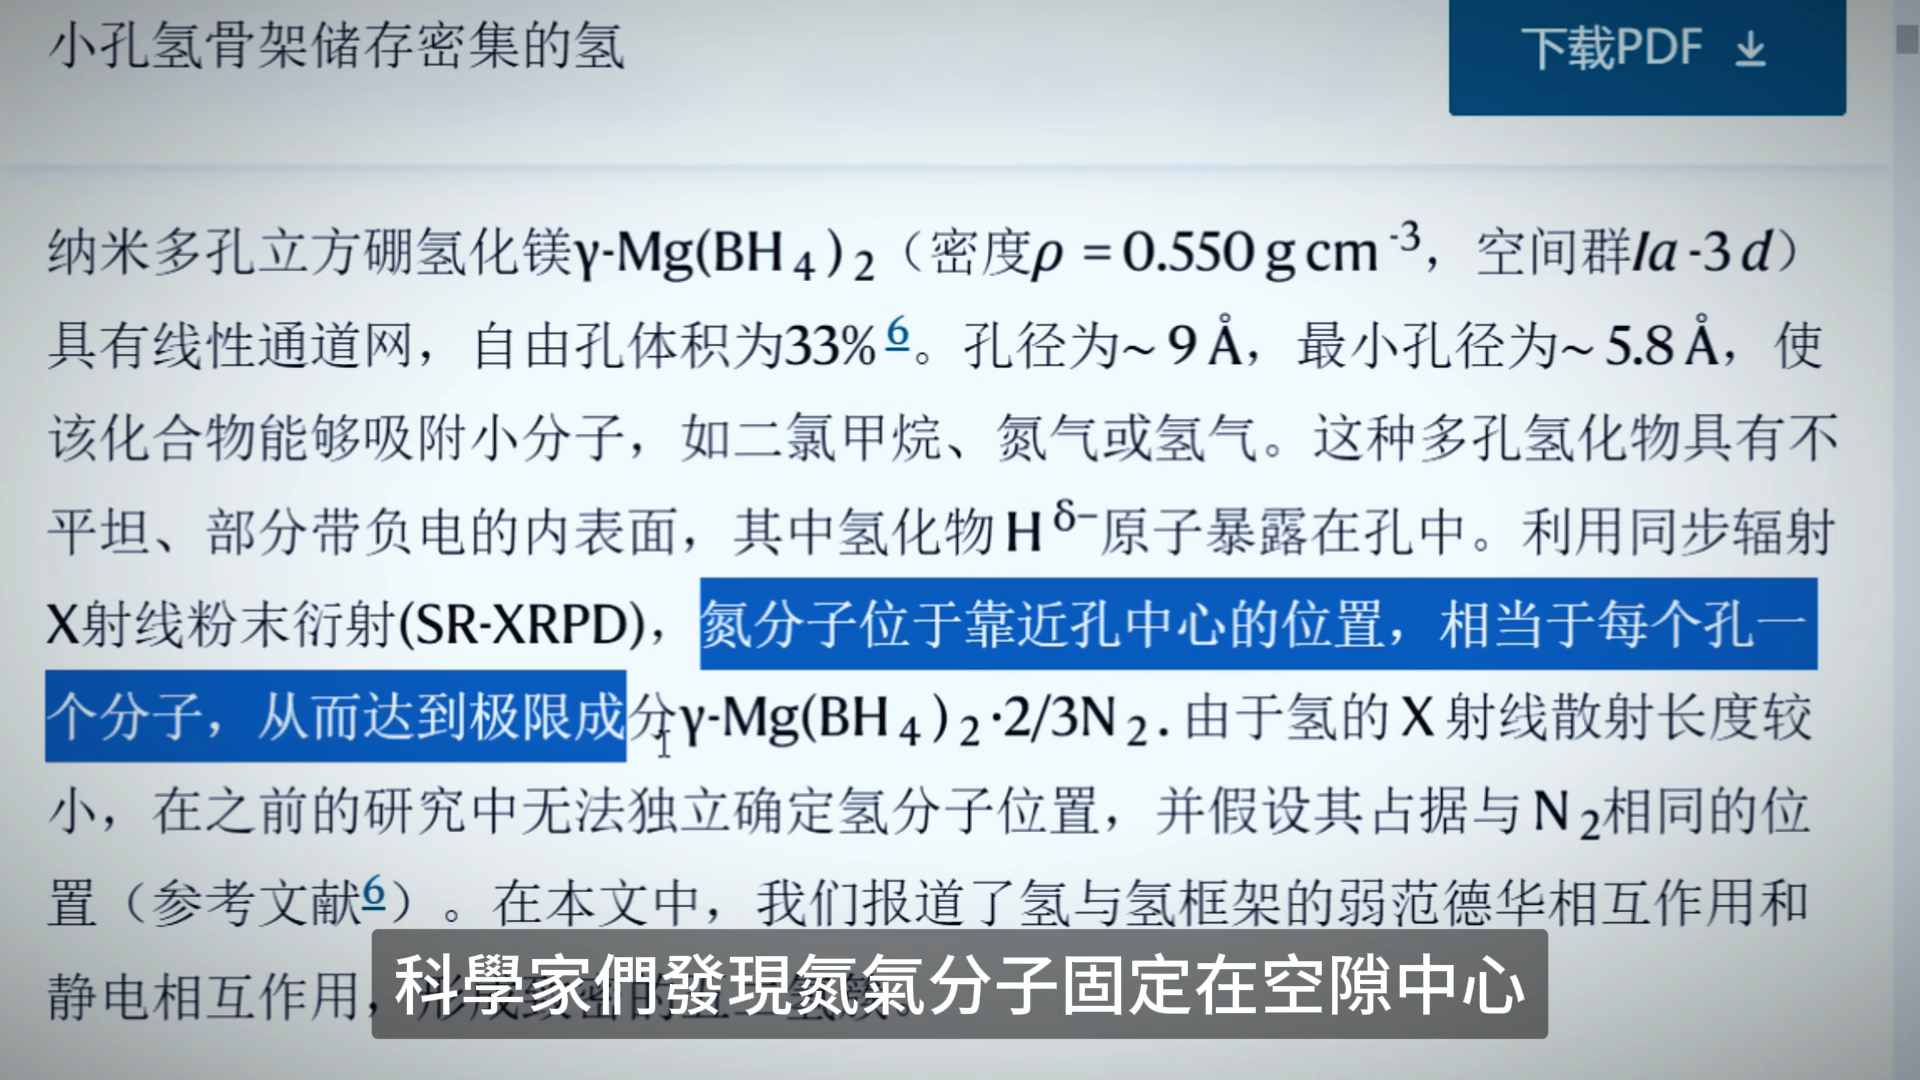 小孔氢骨架储存密集的氢
下载PDF
纳米多孔立方硼氢化镁γ-Mg(BH 4 ) 2（密度ρ = 0.550 g cm -3，空间群Ia -3 d）
具有线性通道网，自由孔体积为33% 6。孔径为~ 9 Å，最小孔径为~ 5.8 Å，使
该化合物能够吸附小分子，如二氯甲烷、氮气或氢气。这种多孔氢化物具有不
平坦、部分带负电的内表面，其中氢化物 H δ−原子暴露在孔中。利用同步辐射
X射线粉末衍射(SR-XRPD)，氮分子位于靠近孔中心的位置，相当于每个孔一
个分子，从而达到极限成分γ-Mg(BH 4 ) 2 ·2/3N 2 . 由于氢的 X 射线散射长度较
小，在之前的研究中无法独立确定氢分子位置，并假设其占据与 N 2相同的位
置（参考文献6）。在本文中，我们报道了氢与氢框架的弱范德华相互作用和
静电相互作用，
科學家們發現氮氣分子固定在空隙中心